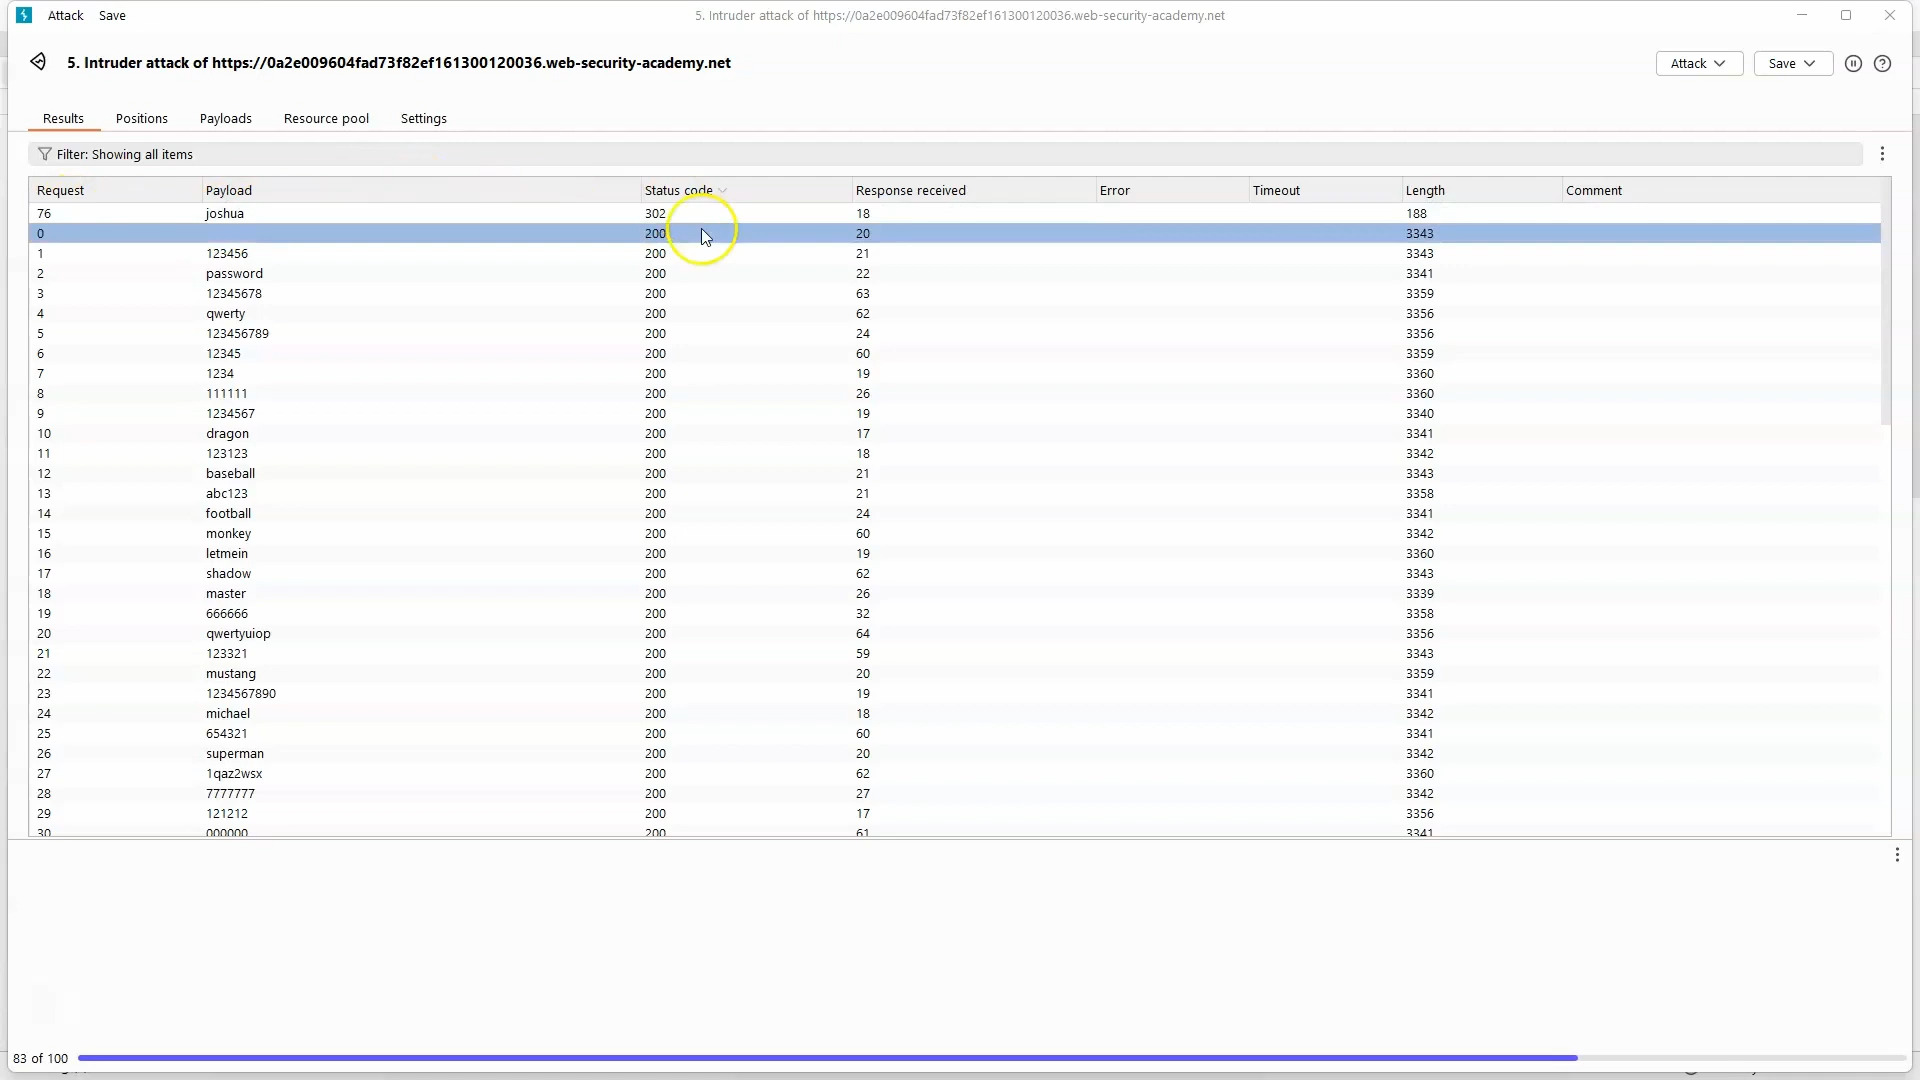 Attack Save 5. Intruder attack of https://0a2e009604fad73f82ef161300120036.web-security-academy.net
5. Intruder attack of https://0a2e009604fad73f82ef161300120036.web-security-academy.net Attack Save
Results Positions Payloads Resource pool Settings
Filter: Showing all items
Request Payload Status code Response received Error Timeout Length Comment
76 joshua 302 18 188
0 200 20 3343
1 123456 200 21 3343
2 password 200 22 3341
3 12345678 200 63 3359
4 qwerty 200 62 3356
5 123456789 200 24 3356
6 12345 200 60 3359
7 1234 200 19 3360
8 111111 200 26 3360
9 1234567 200 19 3340
10 dragon 200 17 3341
11 123123 200 18 3342
12 baseball 200 21 3343
13 abc123 200 21 3358
14 football 200 24 3341
15 monkey 200 60 3342
16 letmein 200 19 3360
17 shadow 200 62 3343
18 master 200 26 3339
19 666666 200 32 3358
20 qwertyuiop 200 64 3356
21 123321 200 59 3343
22 mustang 200 20 3359
23 1234567890 200 19 3341
24 michael 200 18 3342
25 654321 200 60 3341
26 superman 200 20 3342
27 1qaz2wsx 200 62 3360
28 7777777 200 27 3342
29 121212 200 17 3356
30 000000 200 61 3341
83 of 100